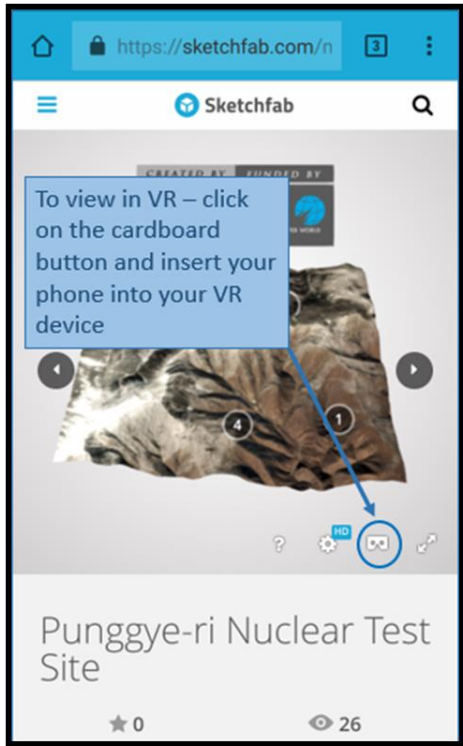 https://sketchfab.com/n
3
Sketchfab
CREATED BY FUNDED BY
To view in VR – click
on the cardboard
button and insert your
phone into your VR
device
4
1
?
HD
Punggye-ri Nuclear Test
Site
0
26